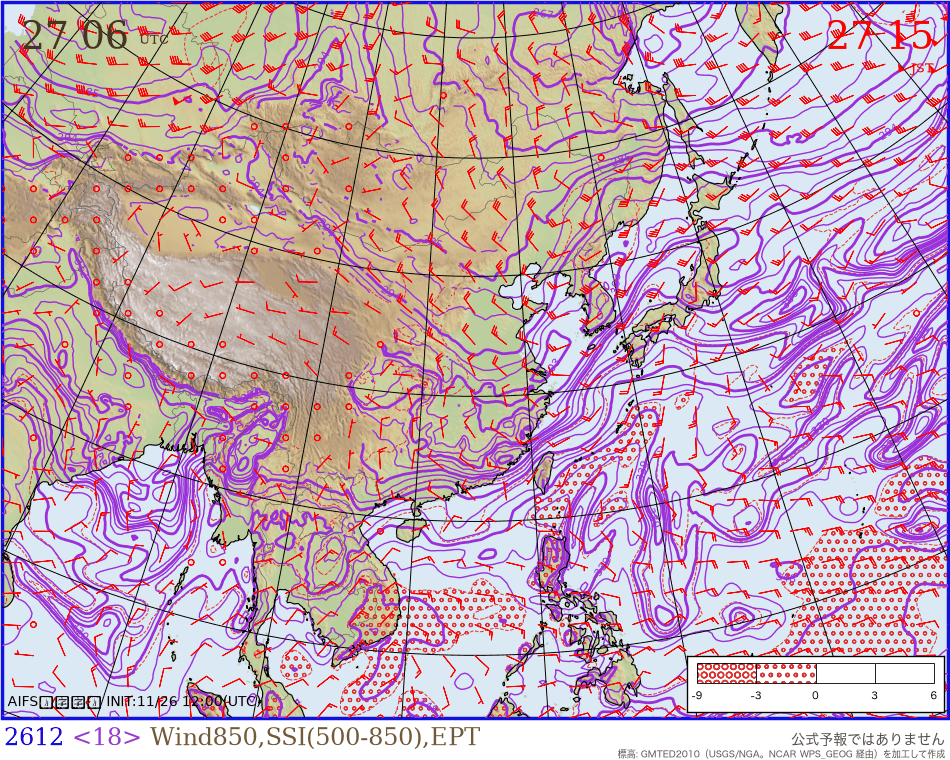 27 06 UTC
27 15 JST
-9 -3 0 3 6
AIFS INIT:11/26 12:00(UTC)
2612 <18> Wind850,SSI(500-850),EPT
公式予報ではありません
標高: GMTED2010（USGS/NGA。NCAR WPS_GEOG 経由）を加工して作成